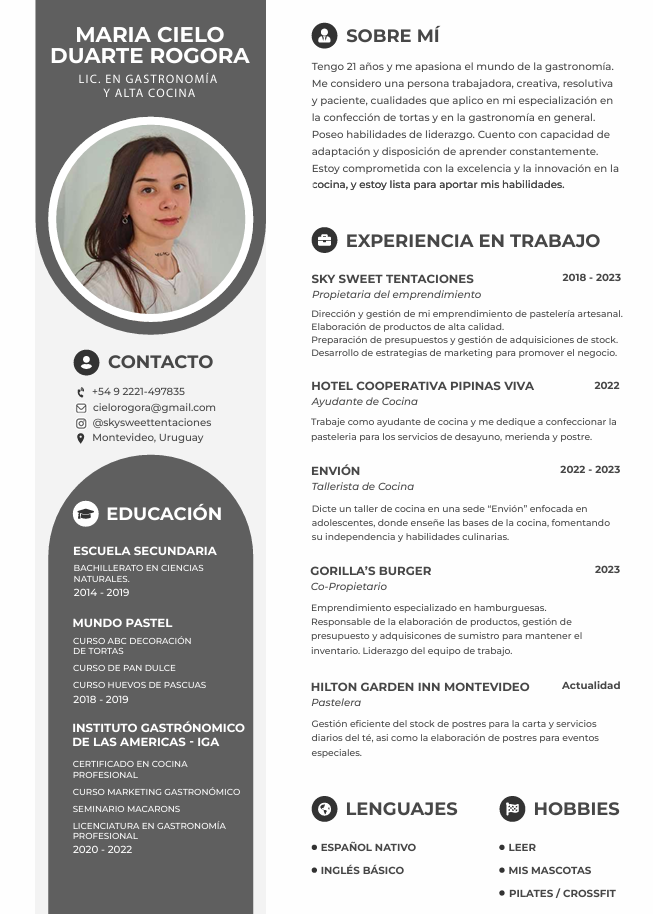 MARIA CIELO
DUARTE ROGORA
LIC. EN GASTRONOMÍA
Y ALTA COCINA
CONTACTO
+54 9 2221-497835
cielorogora@gmail.com
@skysweettentaciones
Montevideo, Uruguay
EDUCACIÓN
ESCUELA SECUNDARIA
BACHILLERATO EN CIENCIAS
NATURALES.
2014 - 2019
MUNDO PASTEL
CURSO ABC DECORACIÓN
DE TORTAS
CURSO DE PAN DULCE
CURSO HUEVOS DE PASCUAS
2018 - 2019
INSTITUTO GASTRÓNOMICO
DE LAS AMERICAS - IGA
CERTIFICADO EN COCINA
PROFESIONAL
CURSO MARKETING GASTRONÓMICO
SEMINARIO MACARONS
LICENCIATURA EN GASTRONOMÍA
PROFESIONAL
2020 - 2022
SOBRE MÍ
Tengo 21 años y me apasiona el mundo de la gastronomía.
Me considero una persona trabajadora, creativa, resolutiva
y paciente, cualidades que aplico en mi especialización en
la confección de tortas y en la gastronomía en general.
Poseo habilidades de liderazgo. Cuento con capacidad de
adaptación y disposición de aprender constantemente.
Estoy comprometida con la excelencia y la innovación en la
cocina, y estoy lista para aportar mis habilidades.
EXPERIENCIA EN TRABAJO
SKY SWEET TENTACIONES 2018 - 2023
Propietaria del emprendimiento
Dirección y gestión de mi emprendimiento de pastelería artesanal.
Elaboración de productos de alta calidad.
Preparación de presupuestos y gestión de adquisiciones de stock.
Desarrollo de estrategias de marketing para promover el negocio.
HOTEL COOPERATIVA PIPINAS VIVA 2022
Ayudante de Cocina
Trabaje como ayudante de cocina y me dedique a confeccionar la
pasteleria para los servicios de desayuno, merienda y postre.
ENVIÓN 2022 - 2023
Tallerista de Cocina
Dicte un taller de cocina en una sede “Envión” enfocada en
adolescentes, donde enseñe las bases de la cocina, fomentando
su independencia y habilidades culinarias.
GORILLA’S BURGER 2023
Co-Propietario
Emprendimiento especializado en hamburguesas.
Responsable de la elaboración de productos, gestión de
presupuesto y adquisicones de sumistro para mantener el
inventario. Liderazgo del equipo de trabajo.
HILTON GARDEN INN MONTEVIDEO Actualidad
Pastelera
Gestión eficiente del stock de postres para la carta y servicios
diarios del té, asi como la elaboración de postres para eventos
especiales.
LENGUAJES
● ESPAÑOL NATIVO
● INGLÉS BÁSICO
HOBBIES
● LEER
● MIS MASCOTAS
● PILATES / CROSSFIT